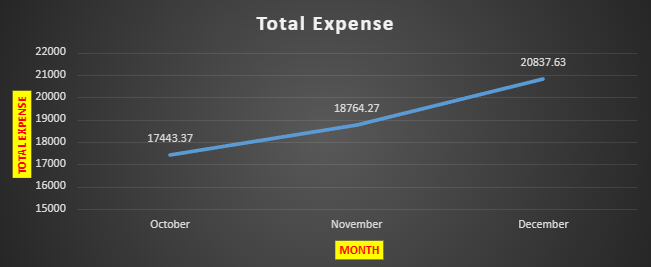 Total Expense
22000
21000
20000
19000
18000
17000
16000
15000
TOTAL EXPENSE
17443.37
18764.27
20837.63
October
November
December
MONTH